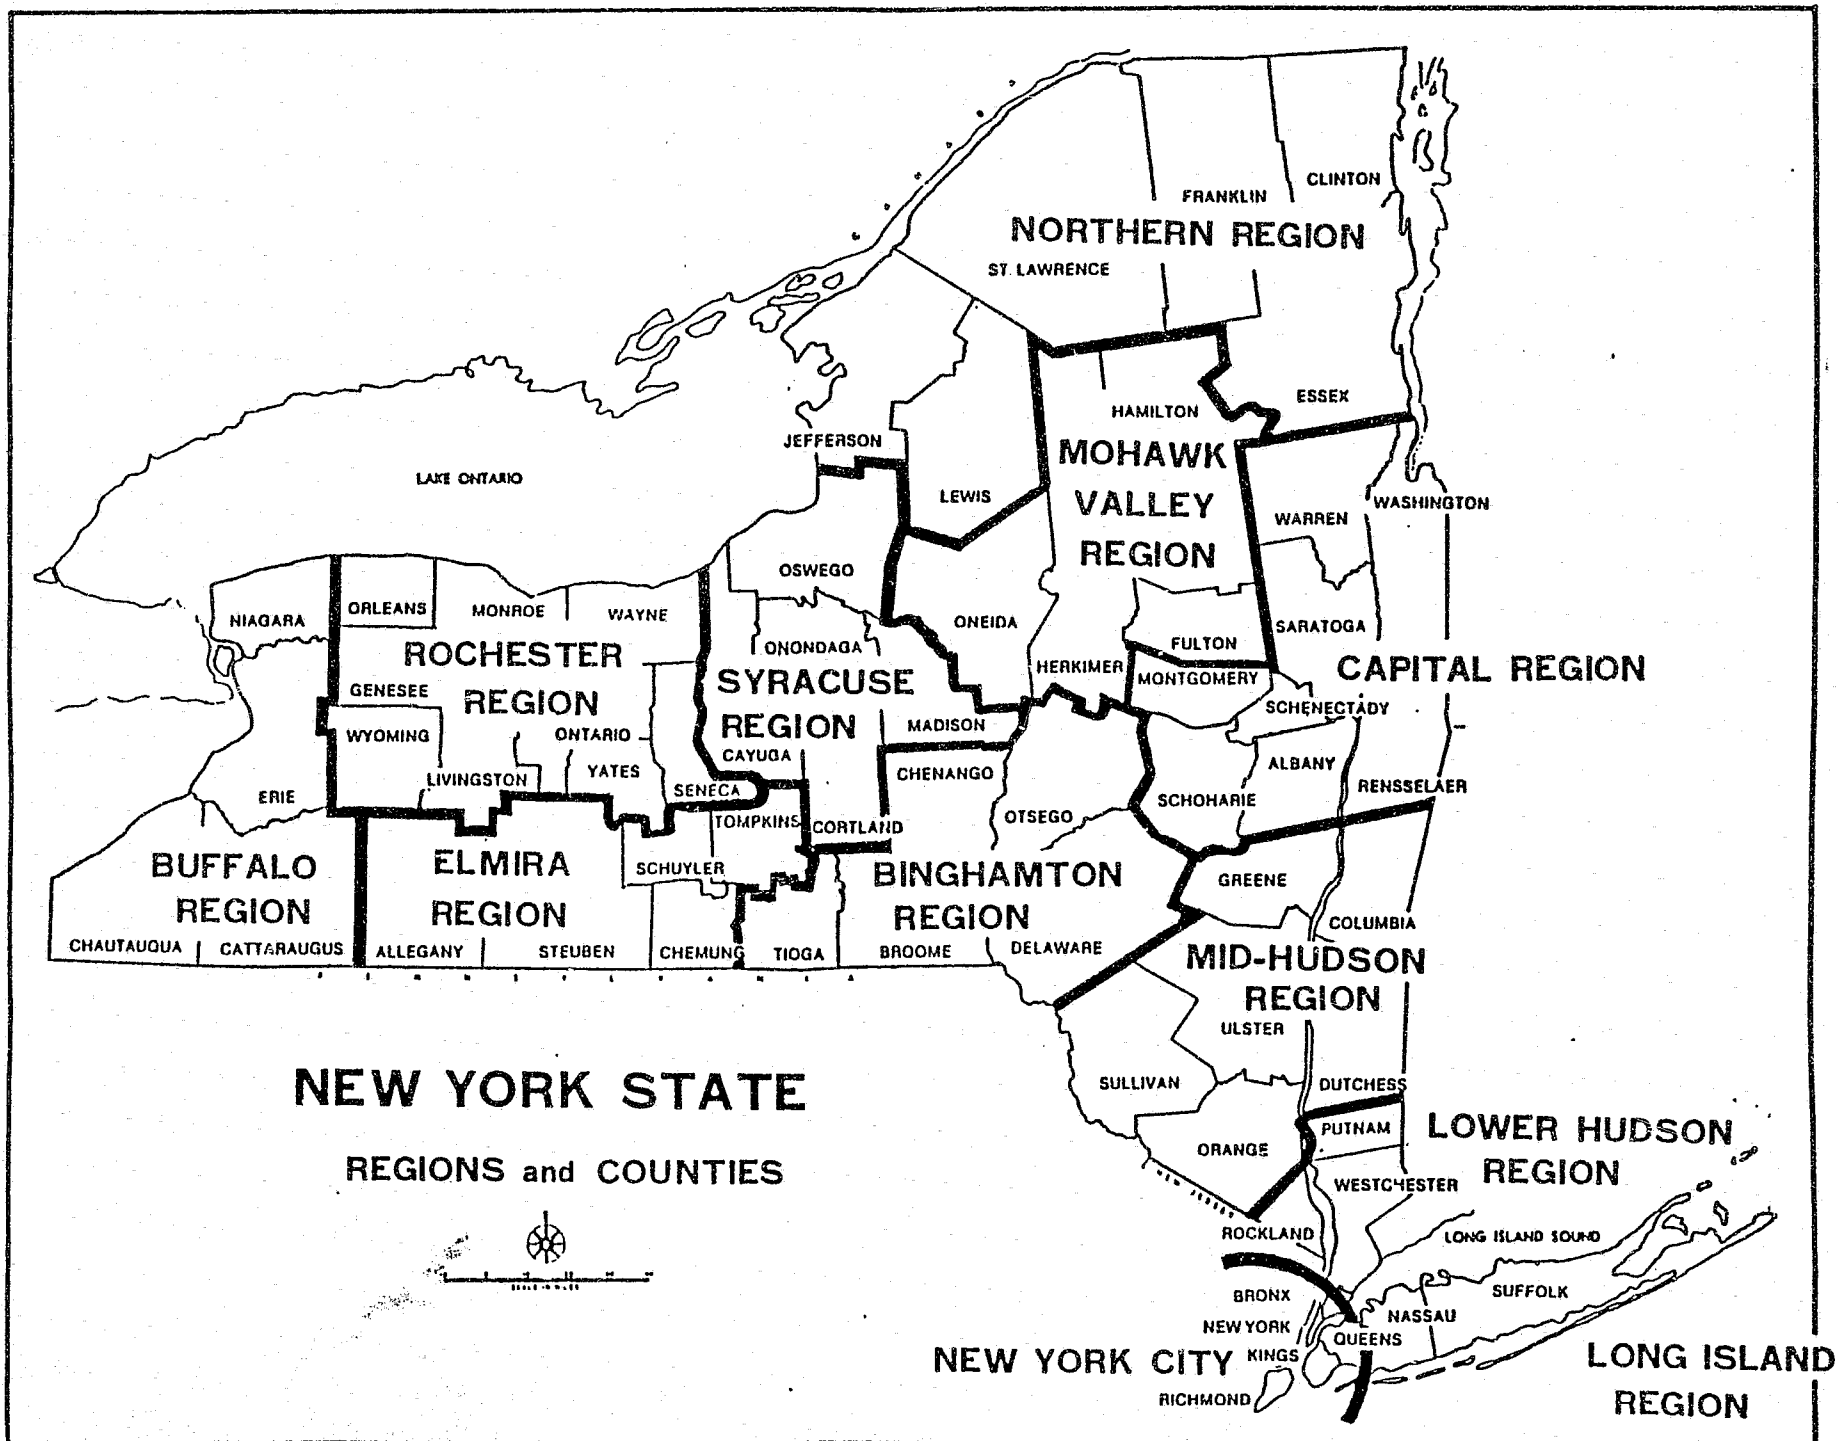 CLINTON
FRANKLIN
NORTHERN REGION
ST. LAWRENCE
ESSEX
HAMILTON
JEFFERSON
MOHAWK
VALLEY
REGION
LAKE ONTARIO
LEWIS
WARREN
WASHINGTON
OSWEGO
NIAGARA
ORLEANS
MONROE
WAYNE
ONEIDA
SARATOGA
FULTON
ONONDAGA
ROCHESTER
REGION
HERKIMER
MONTGOMERY
CAPITAL REGION
SYRACUSE
REGION
GENESEE
SCHENECTADY
WYOMING
ONTARIO
MADISON
CAYUGA
LIVINGSTON
YATES
SENECA
CHENANGO
ALBANY
RENSSELAER
ERIE
SCHOHARIE
OTSEGO
TOMPKINS
CORTLAND
BUFFALO
REGION
ELMIRA
REGION
SCHUYLER
BINGHAMTON
REGION
GREENE
COLUMBIA
CHAUTAUQUA
CATTARAUGUS
ALLEGANY
STEUBEN
CHEMUNG
TIOGA
BROOME
DELAWARE
MID-HUDSON
REGION
ULSTER
SULLIVAN
DUTCHESS
NEW YORK STATE
REGIONS and COUNTIES
PUTNAM
LOWER HUDSON
REGION
ORANGE
WESTCHESTER
ROCKLAND
LONG ISLAND SOUND
BRONX
SUFFOLK
NASSAU
NEW YORK
QUEENS
NEW YORK CITY
KINGS
RICHMOND
LONG ISLAND
REGION